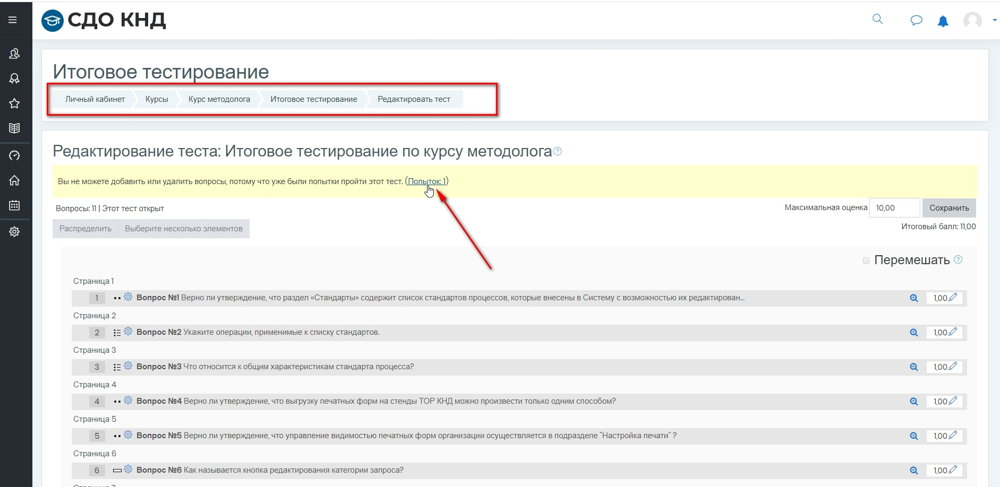 СДО КНД
Итоговое тестирование
Личный кабинет Курсы Курс методолога Итоговое тестирование Редактировать тест
Редактирование теста: Итоговое тестирование по курсу методолога
Вы не можете добавить или удалить вопросы, потому что уже были попытки пройти этот тест. (Попыток: 1)
Вопросы: 11 | Этот тест открыт
Максимальная оценка 10,00 Сохранить
Распределить Выберите несколько элементов
Итоговый балл: 11,00
Перемешать
Страница 1
1 Вопрос №1 Верно ли утверждение, что раздел «Стандарты» содержит список стандартов процессов, которые внесены в Систему с возможностью их редактирован... 1,00
Страница 2
2 Вопрос №2 Укажите операции, применимые к списку стандартов. 1,00
Страница 3
3 Вопрос №3 Что относится к общим характеристикам стандарта процесса? 1,00
Страница 4
4 Вопрос №4 Верно ли утверждение, что выгрузку печатных форм на стенды ТОР КНД можно произвести только одним способом? 1,00
Страница 5
5 Вопрос №5 Верно ли утверждение, что управление видимостью печатных форм организации осуществляется в подразделе "Настройка печати" ? 1,00
Страница 6
6 Вопрос №6 Как называется кнопка редактирования категории запроса? 1,00